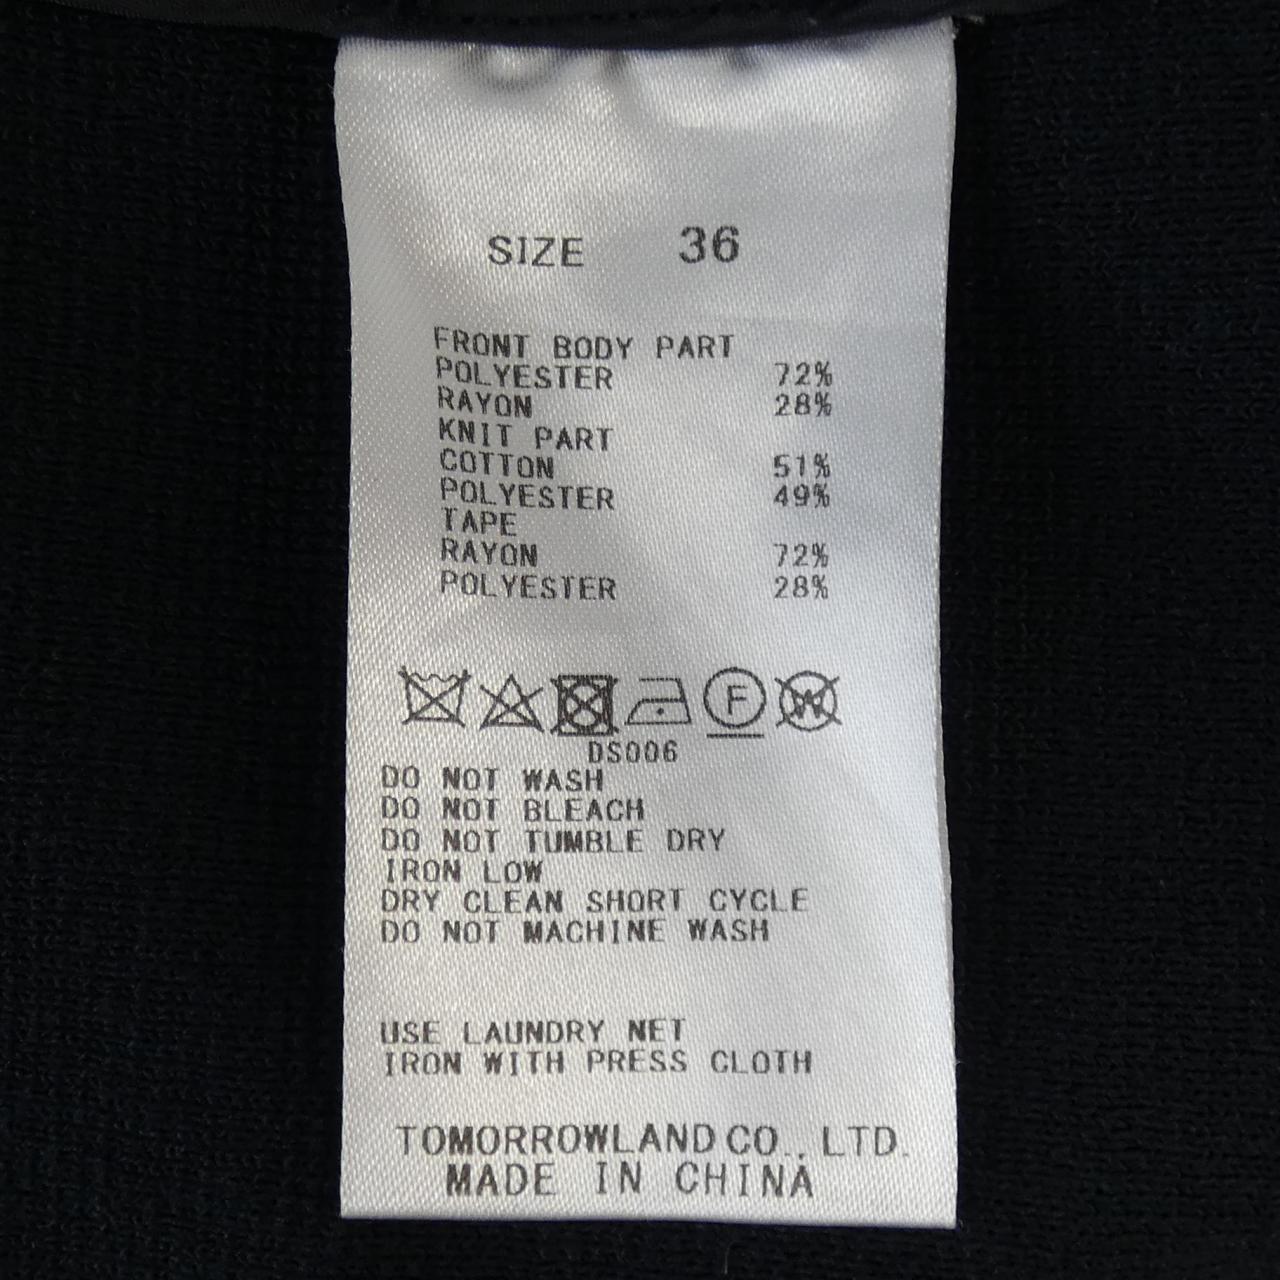 SIZE 36
FRONT BODY PART
POLYESTER 72%
RAYON 28%
KNIT PART
COTTON 51%
POLYESTER 49%
TAPE
RAYON 72%
POLYESTER 28%
F W
DS006
DO NOT WASH
DO NOT BLEACH
DO NOT TUMBLE DRY
IRON LOW
DRY CLEAN SHORT CYCLE
DO NOT MACHINE WASH
USE LAUNDRY NET
IRON WITH PRESS CLOTH
TOMORROWLAND CO., LTD.
MADE IN CHINA